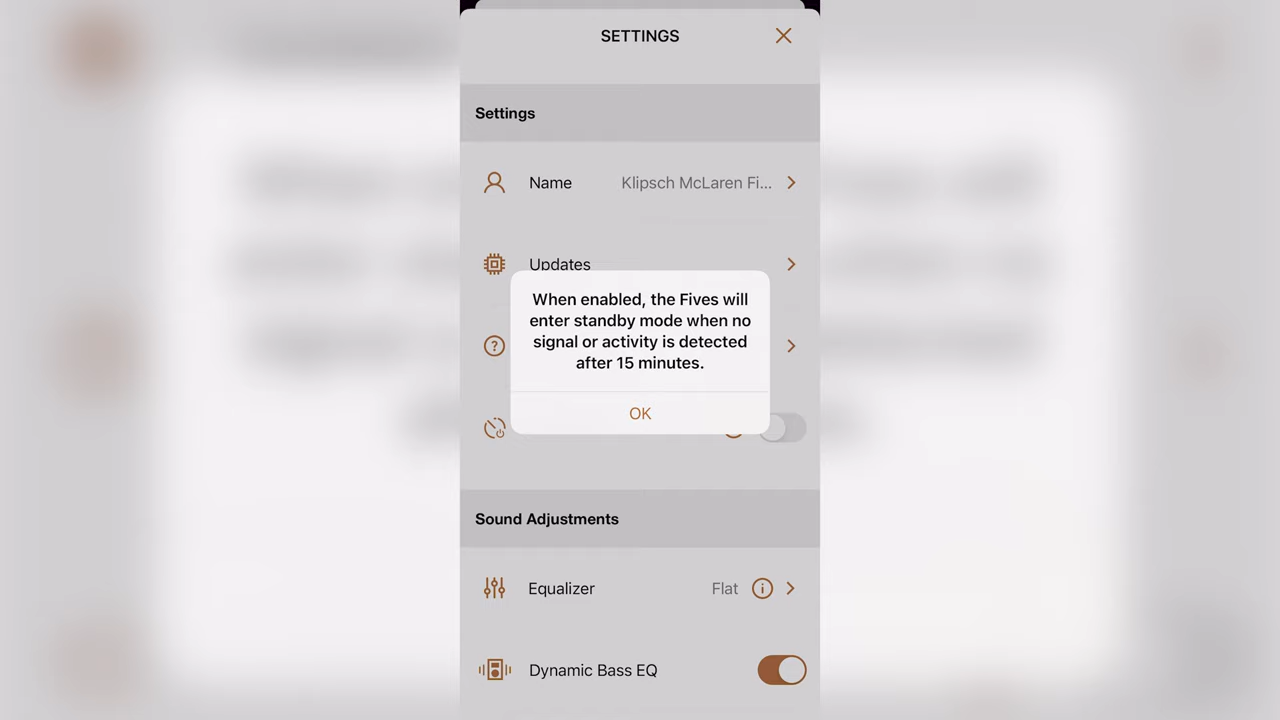 SETTINGS
Settings
Name Klipsch McLaren Fi...
Updates
When enabled, the Fives will
enter standby mode when no
signal or activity is detected
after 15 minutes.
OK
Sound Adjustments
Equalizer Flat
Dynamic Bass EQ